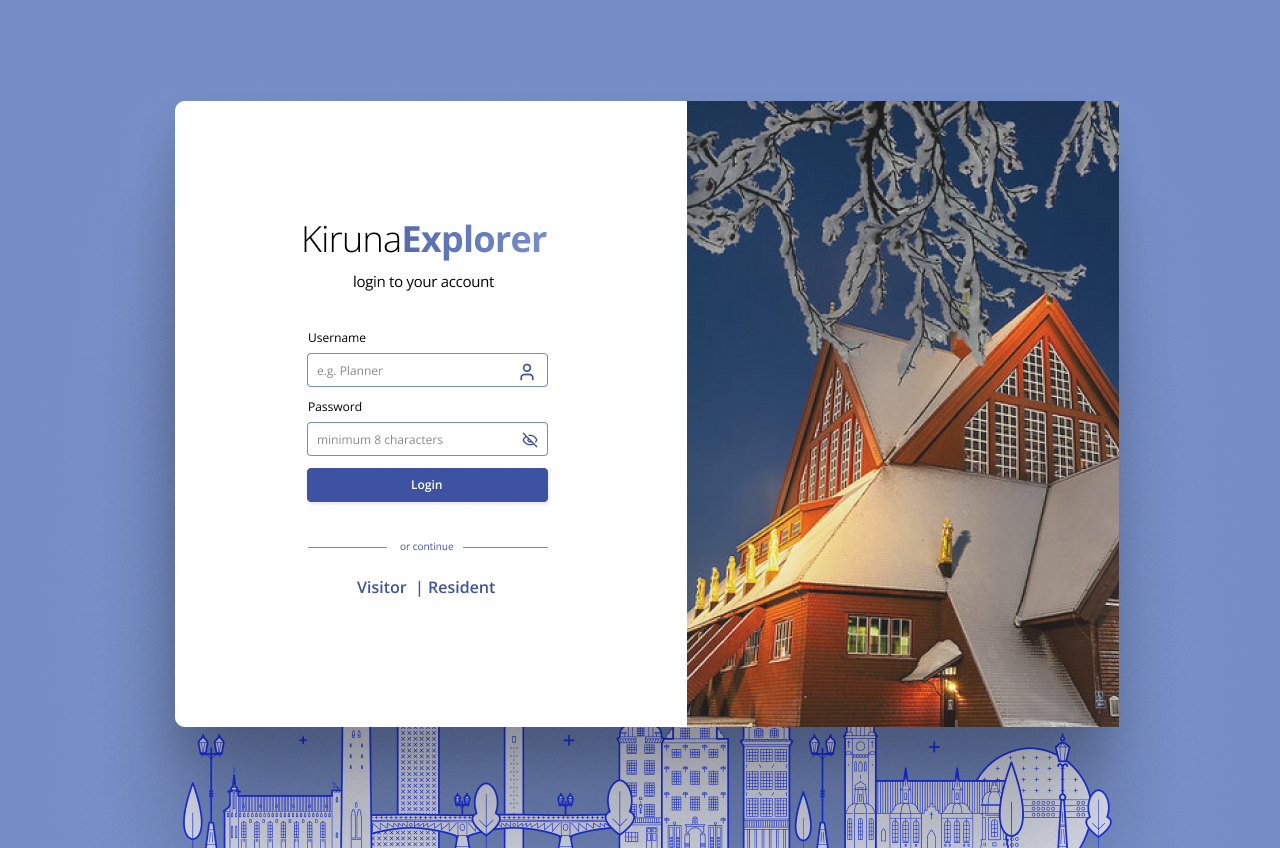 KirunaExplorer
login to your account
Username
e.g. Planner
Password
minimum 8 characters
Login
or continue
Visitor | Resident